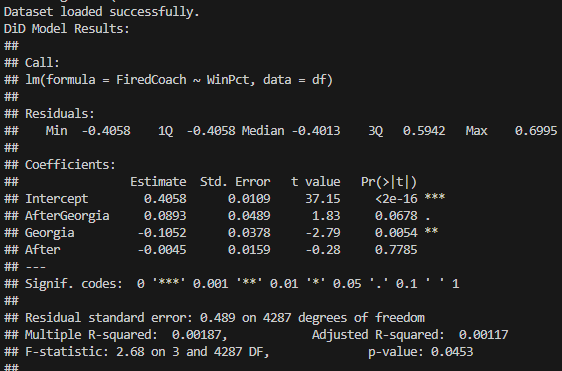 Dataset loaded successfully.
DiD Model Results:
##
## Call:
## lm(formula = FiredCoach ~ WinPct, data = df)
##
## Residuals:
##    Min  -0.4058    1Q  -0.4058 Median -0.4013    3Q   0.5942   Max    0.6995
##
## Coefficients:
##               Estimate  Std. Error   t value   Pr(>|t|)
## Intercept       0.4058      0.0109     37.15     <2e-16 ***
## AfterGeorgia    0.0893      0.0489      1.83     0.0678 .
## Georgia        -0.1052      0.0378     -2.79     0.0054 **
## After          -0.0045      0.0159     -0.28     0.7785
## ---
## Signif. codes:  0 '***' 0.001 '**' 0.01 '*' 0.05 '.' 0.1 ' ' 1
##
## Residual standard error: 0.489 on 4287 degrees of freedom
## Multiple R-squared:  0.00187,           Adjusted R-squared:  0.00117
## F-statistic: 2.68 on 3 and 4287 DF,            p-value: 0.0453
##